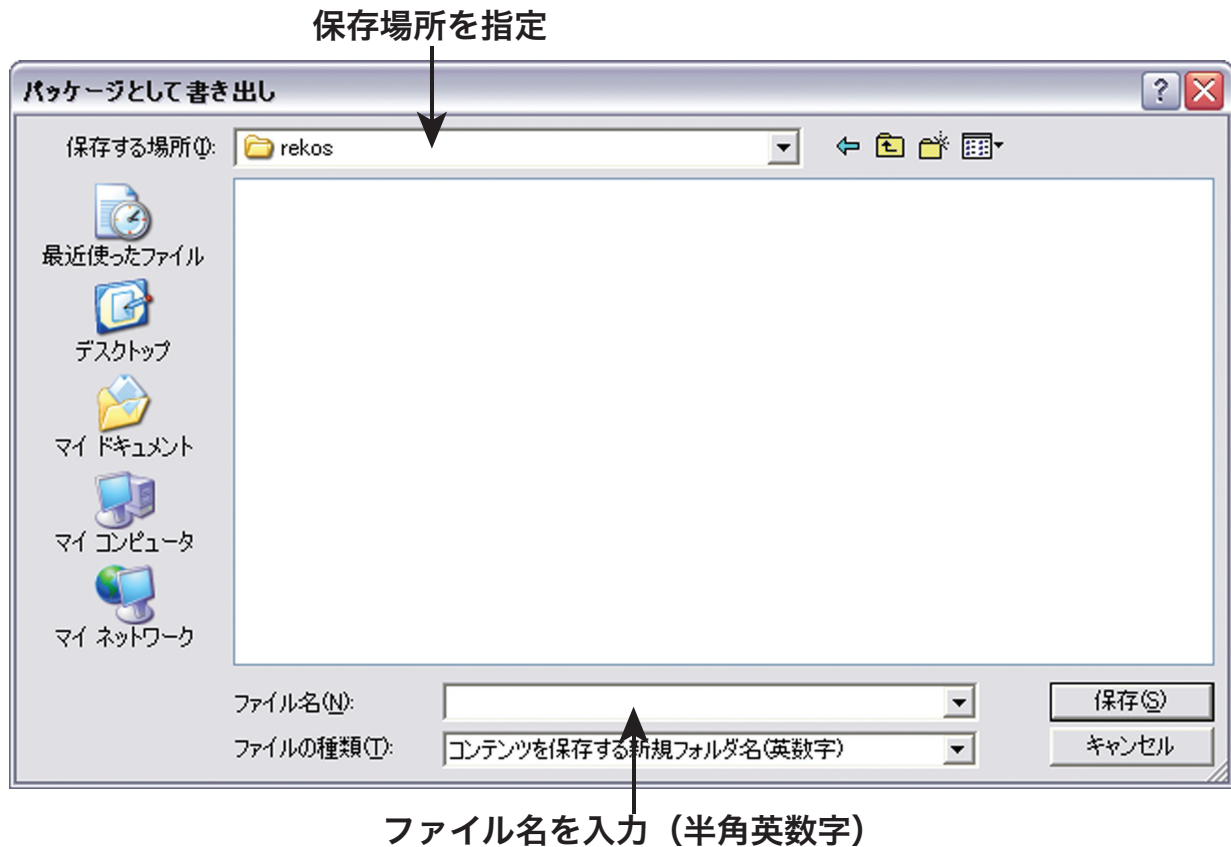 保存場所を指定
パッケージとして書き出し
保存する場所(I):
rekos
最近使ったファイル
デスクトップ
マイ ドキュメント
マイ コンピュータ
マイ ネットワーク
ファイル名(N):
保存(S)
ファイルの種類(T):
コンテンツを保存する新規フォルダ名(英数字)
キャンセル
ファイル名を入力（半角英数字）